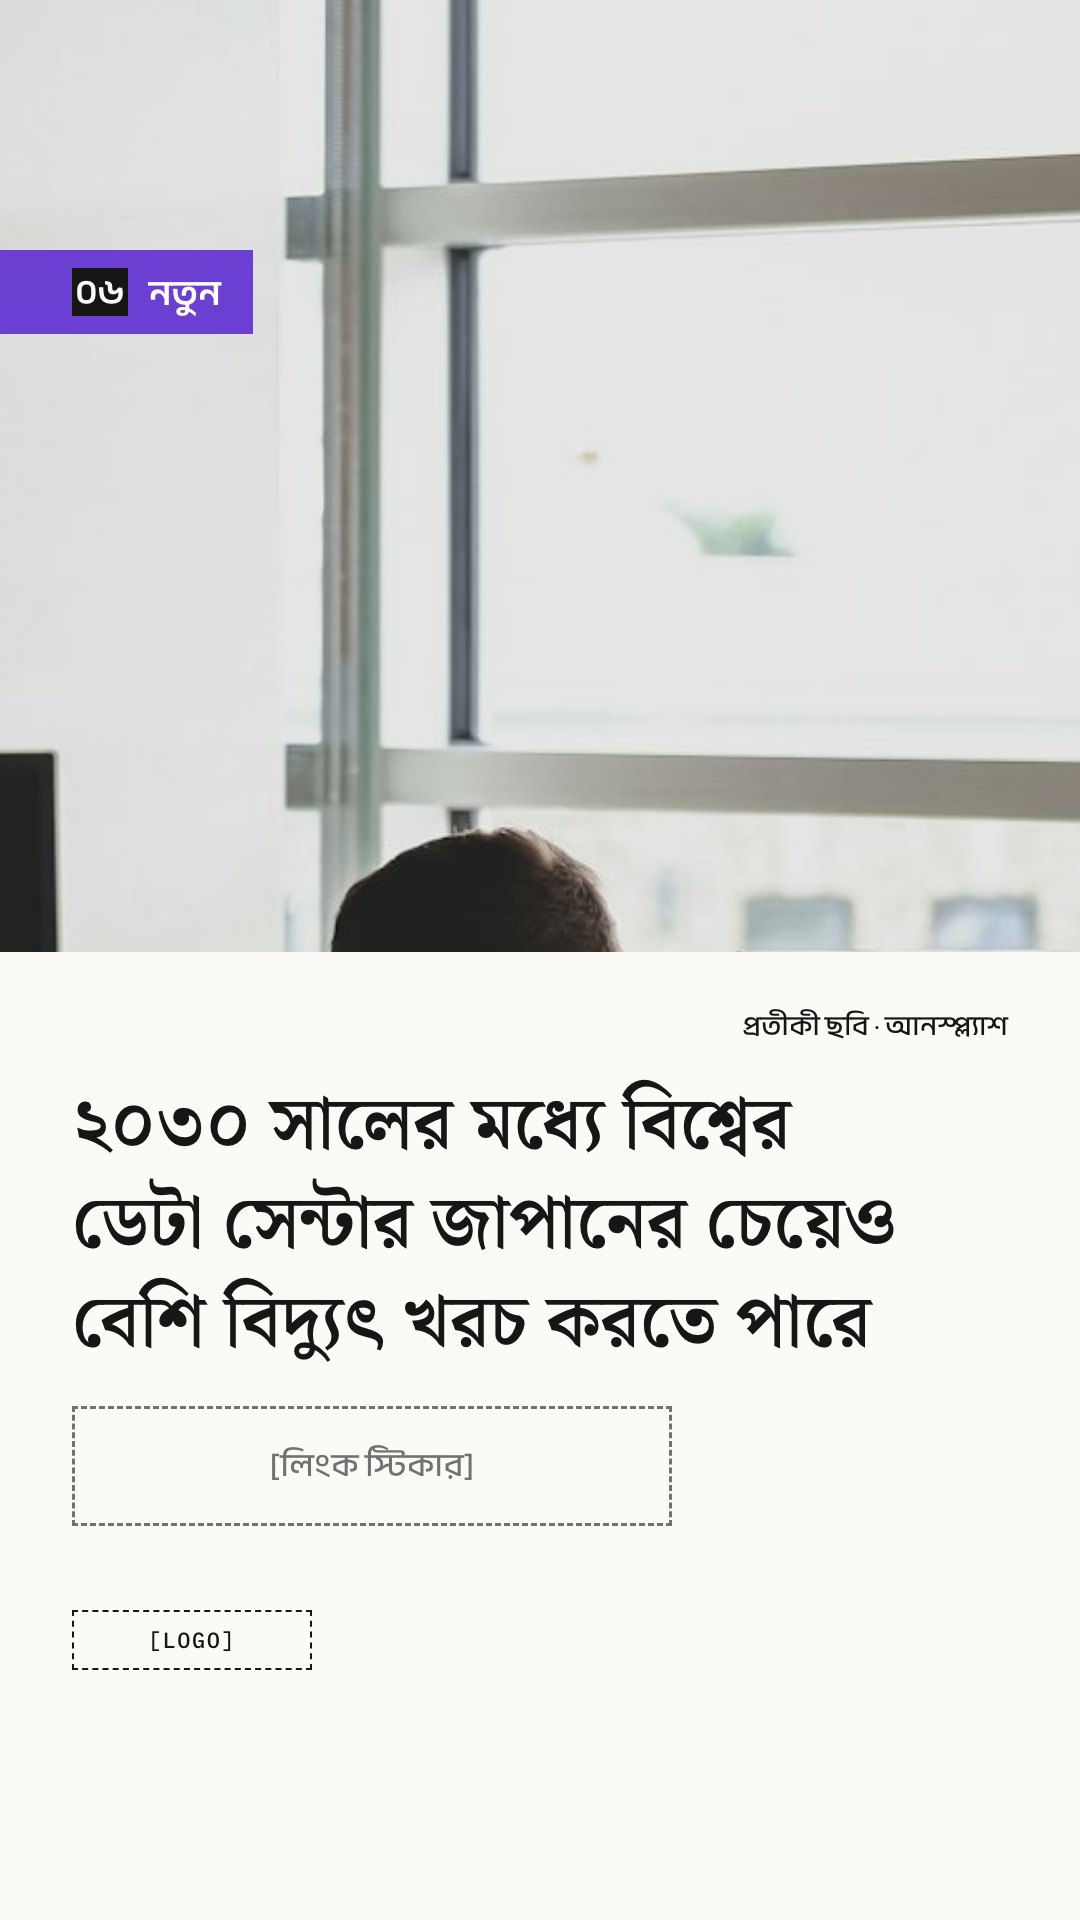 ০৬ নতুন
প্রতীকী ছবি · আনস্প্ল্যাশ
২০৩০ সালের মধ্যে বিশ্বের
ডেটা সেন্টার জাপানের চেয়েও
বেশি বিদ্যুৎ খরচ করতে পারে
[লিংক স্টিকার]
[LOGO]